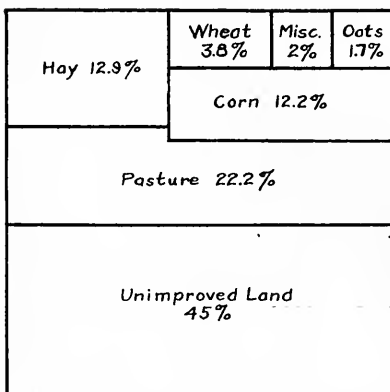 Hay 12.9%
Wheat
3.8%
Misc.
2%
Oats
1.7%
Corn 12.2%
Pasture 22.2%
Unimproved Land
45%